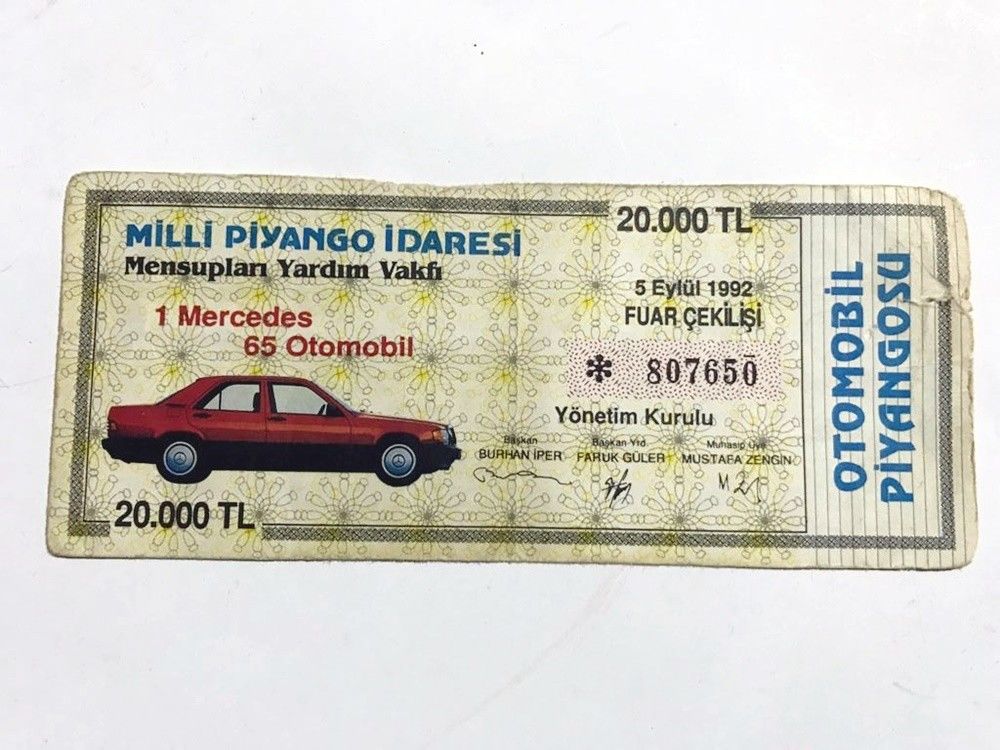 MİLLİ PİYANGO İDARESİ
Mensupları Yardım Vakfı
1 Mercedes
65 Otomobil
20.000 TL
20.000 TL
5 Eylül 1992
FUAR ÇEKİLİŞİ
* 807650
Yönetim Kurulu
Başkan Başkan Yrd. Muhasip Üye
BURHAN İPER FARUK GÜLER MUSTAFA ZENGİN
OTOMOBİL
PİYANGOSU